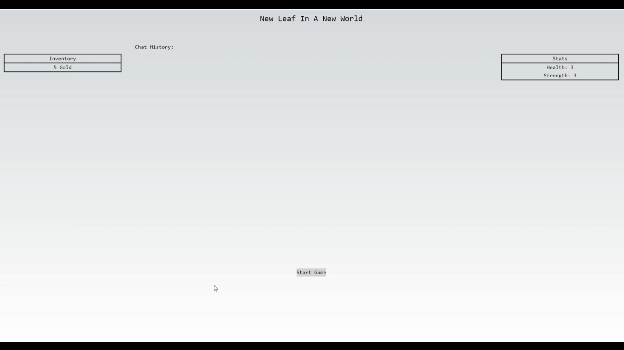 New Leaf In A New World
Chat History:
Inventory
5 Gold
Stats
Health: 3
Strength: 3
Start Game